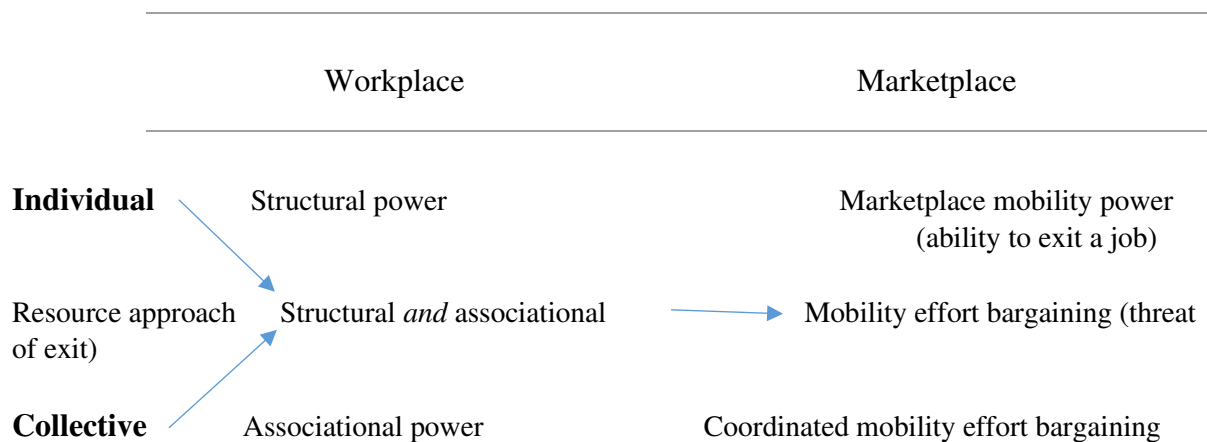 Workplace Marketplace
Individual Structural power Marketplace mobility power
(ability to exit a job)
Resource approach Structural and associational Mobility effort bargaining (threat
of exit)
Collective Associational power Coordinated mobility effort bargaining